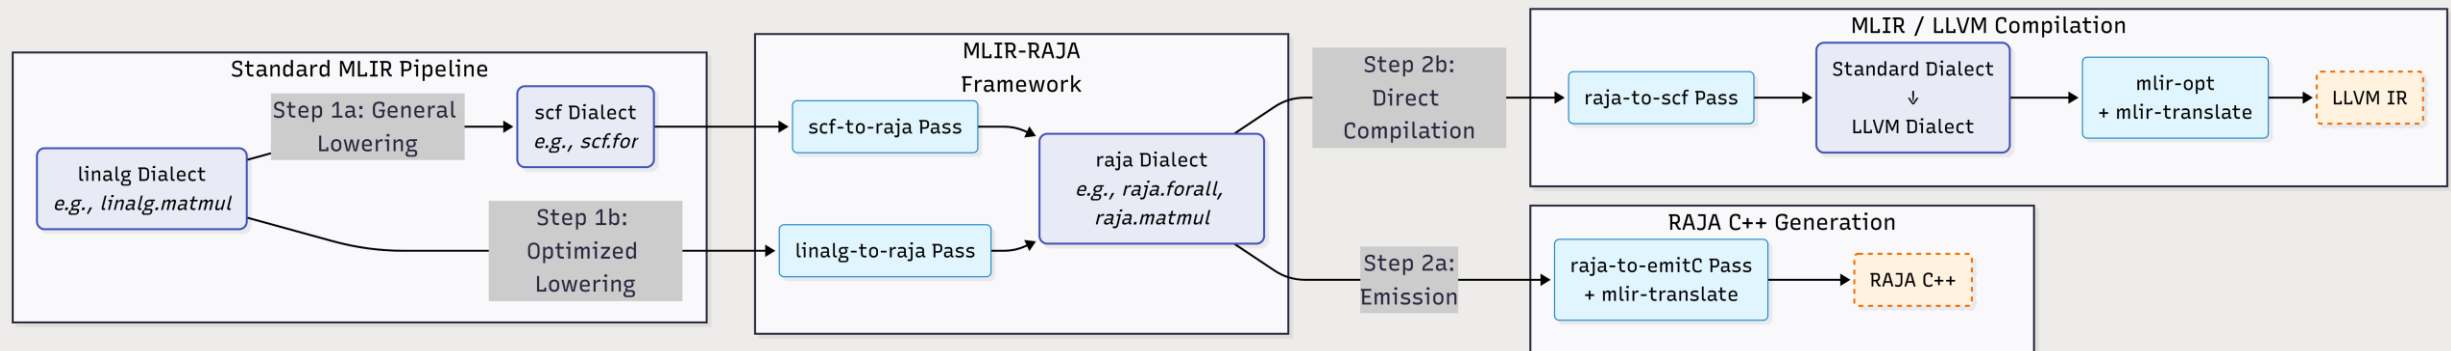 Standard MLIR Pipeline
linalg Dialect
e.g., linalg.matmul
Step 1a: General
Lowering
scf Dialect
e.g., scf.for
Step 1b:
Optimized
Lowering
MLIR-RAJA
Framework
scf-to-raja Pass
linalg-to-raja Pass
raja Dialect
e.g., raja.forall,
raja.matmul
Step 2b:
Direct
Compilation
Step 2a:
Emission
MLIR / LLVM Compilation
raja-to-scf Pass
Standard Dialect
↓
LLVM Dialect
mlir-opt
+ mlir-translate
LLVM IR
RAJA C++ Generation
raja-to-emitC Pass
+ mlir-translate
RAJA C++